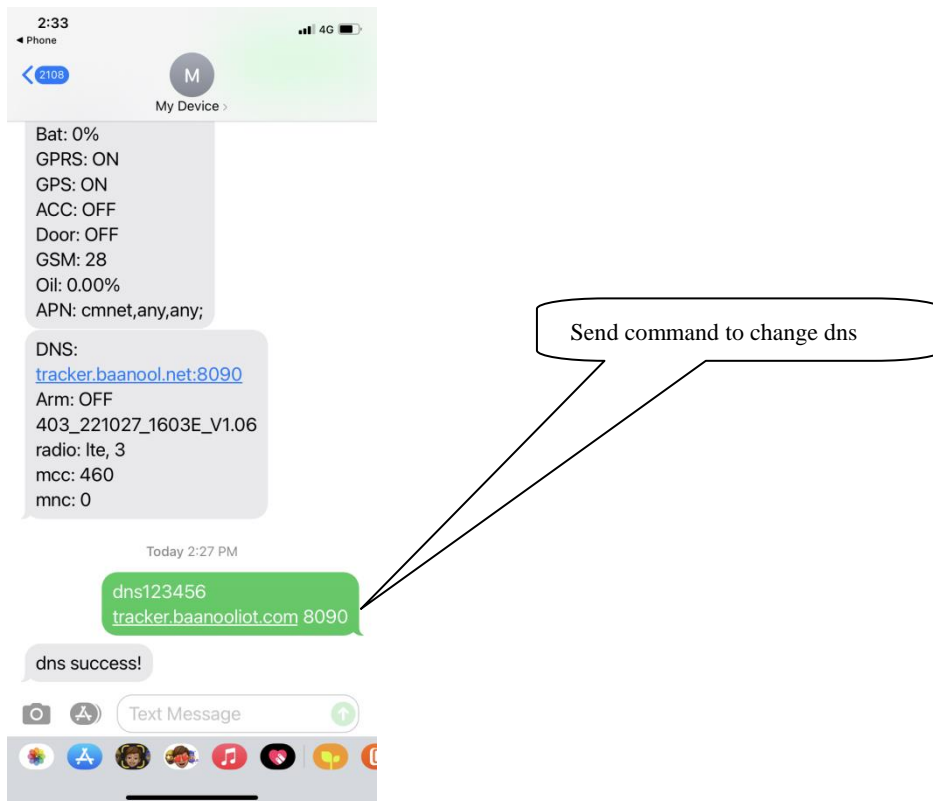 2:33
4G
◀ Phone
2108
M
My Device >
Bat: 0%
GPRS: ON
GPS: ON
ACC: OFF
Door: OFF
GSM: 28
Oil: 0.00%
APN: cmnet,any,any;
Send command to change dns
DNS:
tracker.baanool.net:8090
Arm: OFF
403_221027_1603E_V1.06
radio: lte, 3
mcc: 460
mnc: 0
Today 2:27 PM
dns123456
tracker.baanooliot.com 8090
dns success!
Text Message